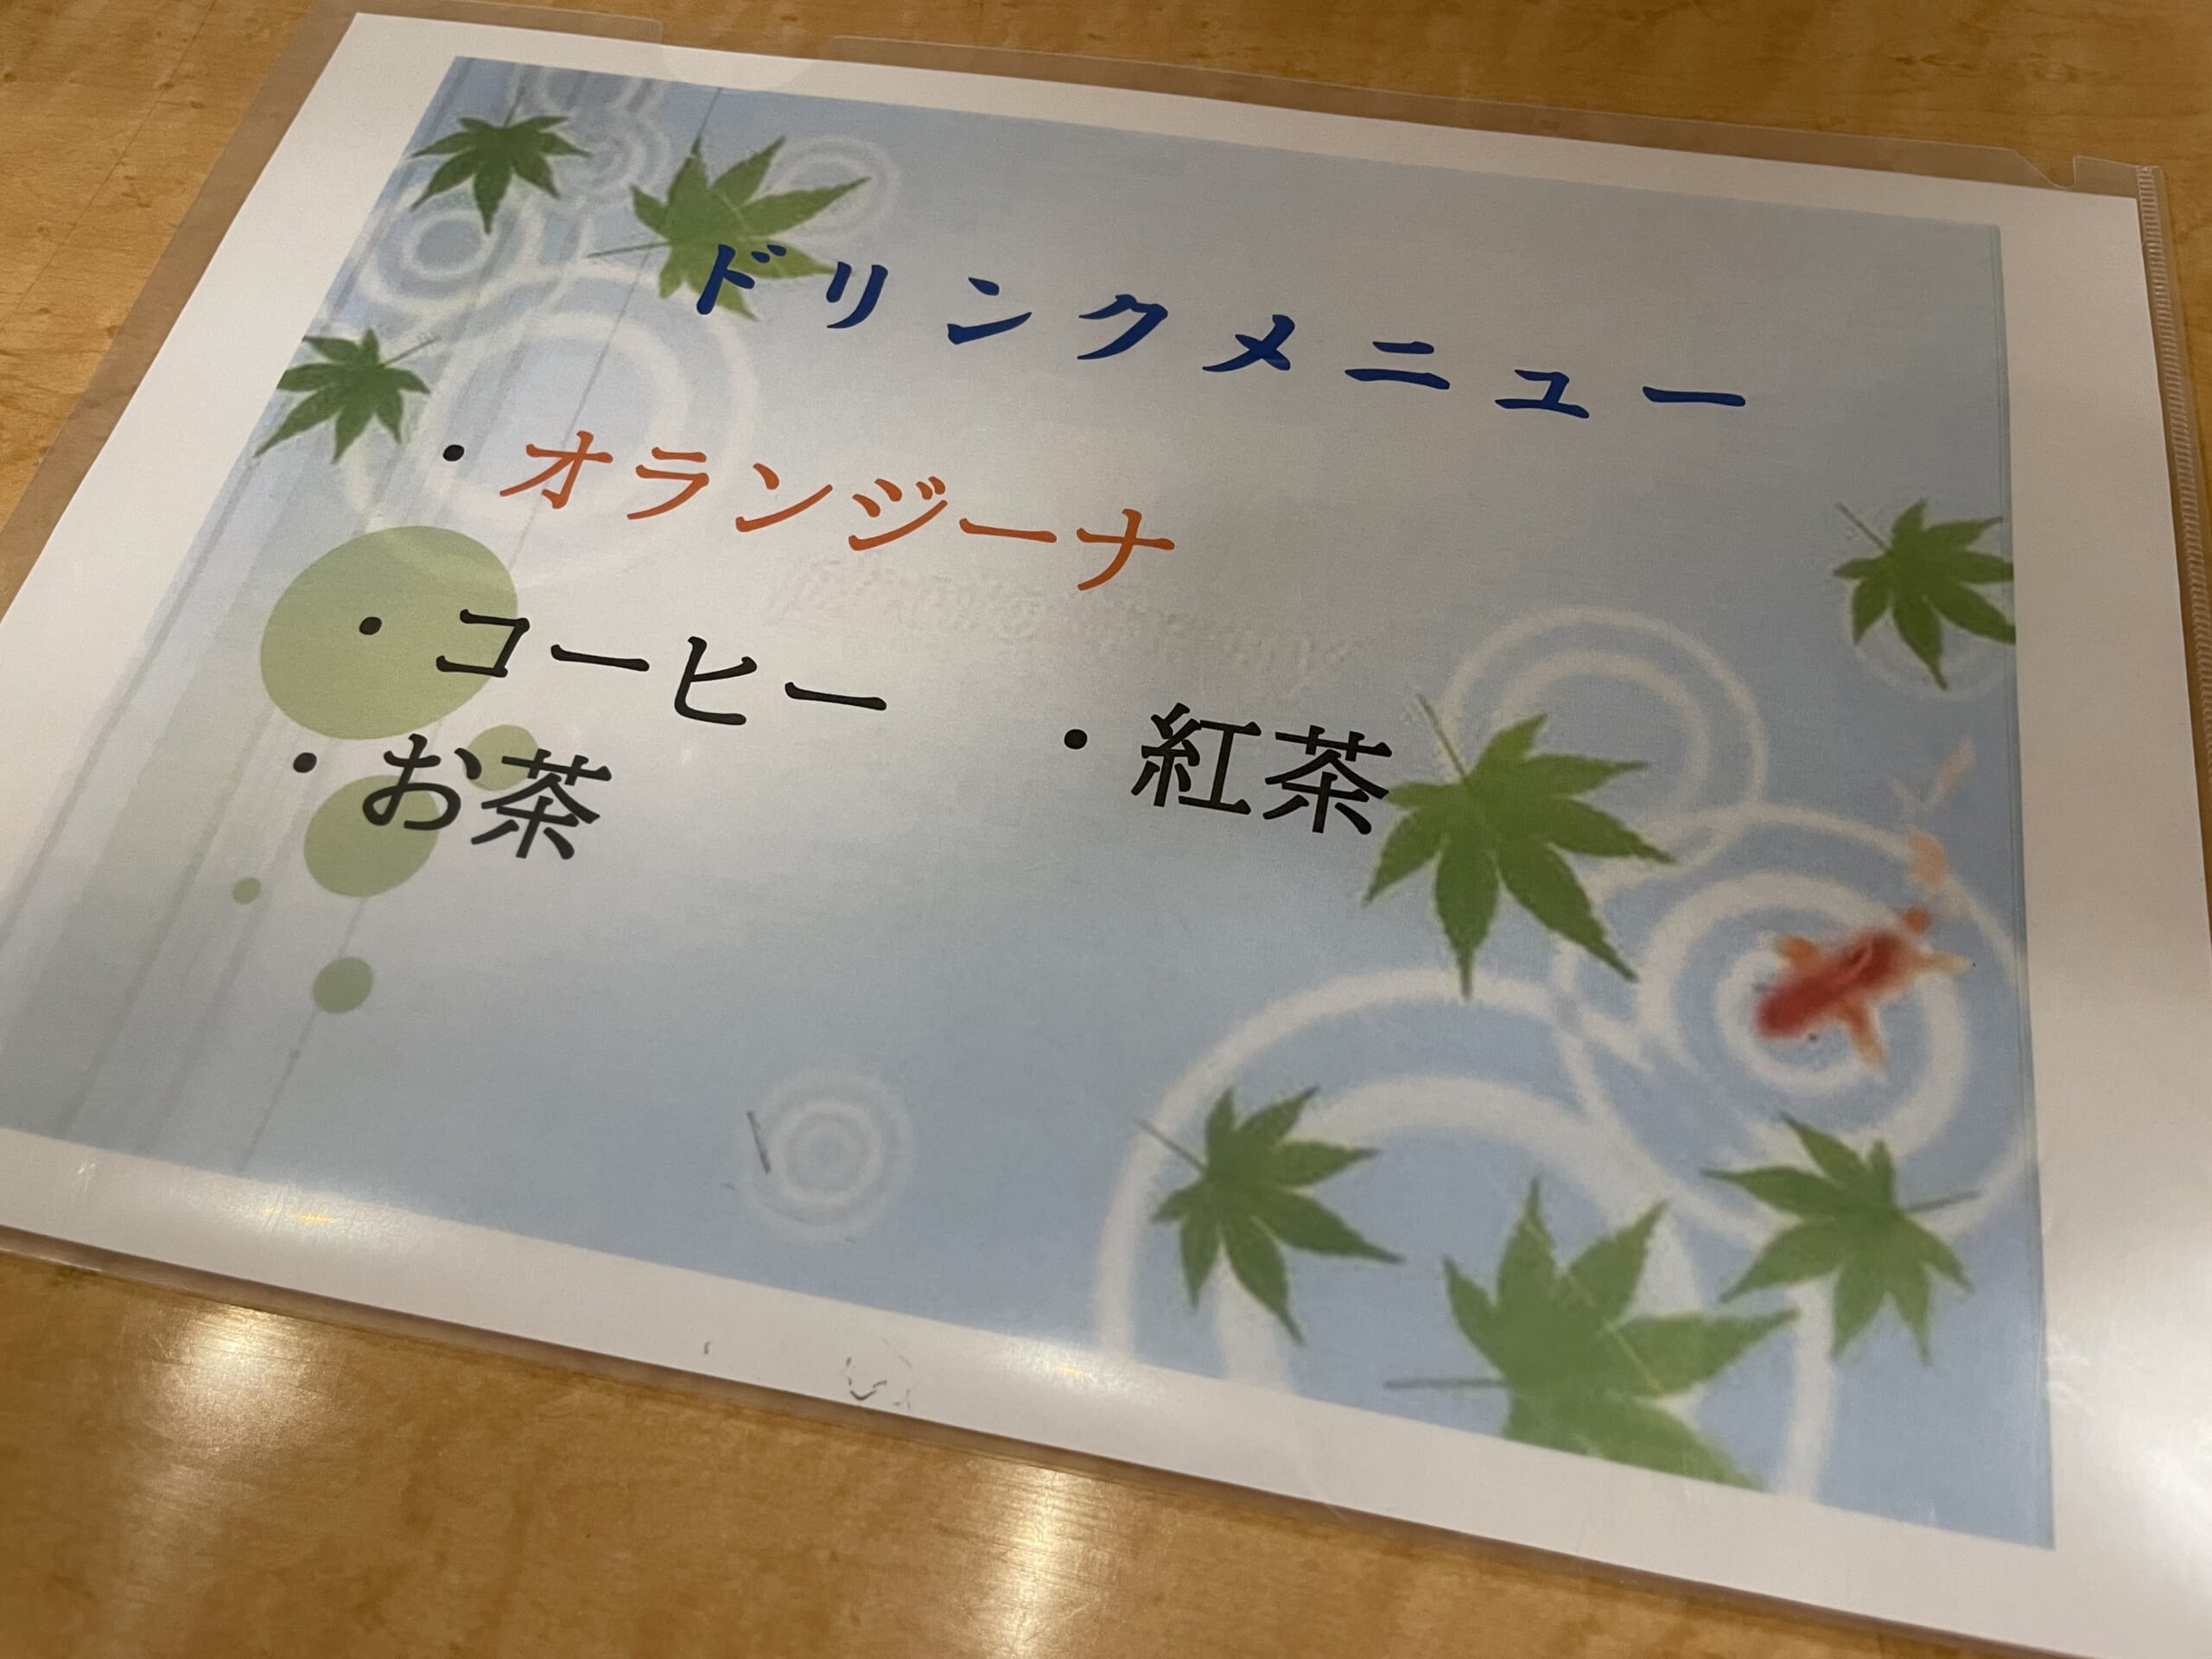 ドリンクメニュー
・オランジーナ
・コーヒー ・紅茶
・お茶